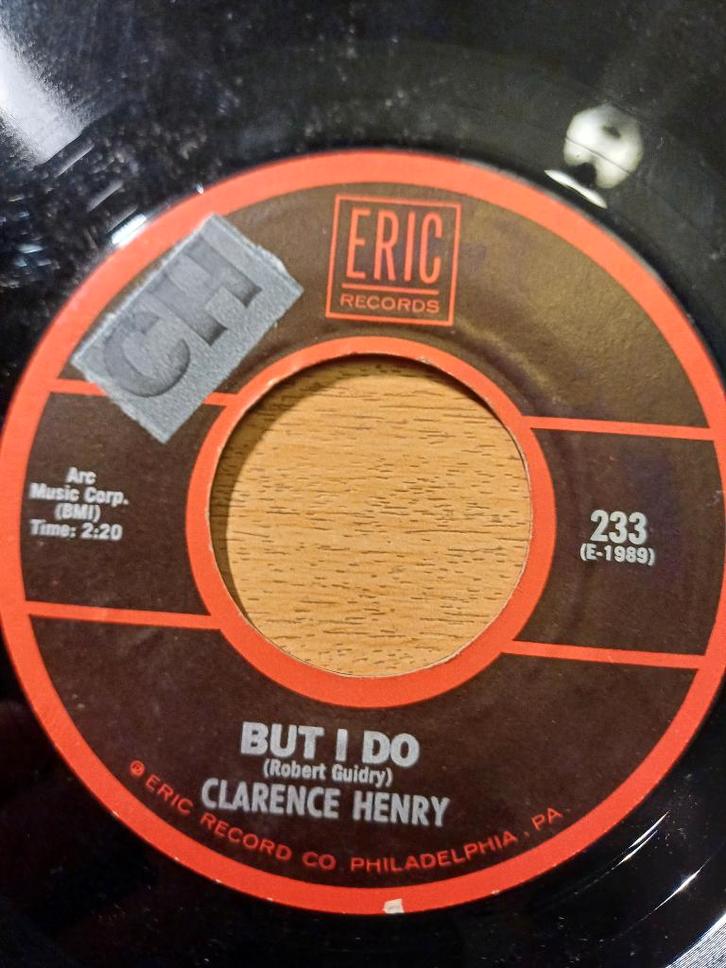 ERIC
RECORDS
CH
Arc
Music Corp.
(BMI)
Time: 2:20
233
(E-1989)
BUT I DO
(Robert Guidry)
CLARENCE HENRY
® ERIC RECORD CO. PHILADELPHIA, PA.